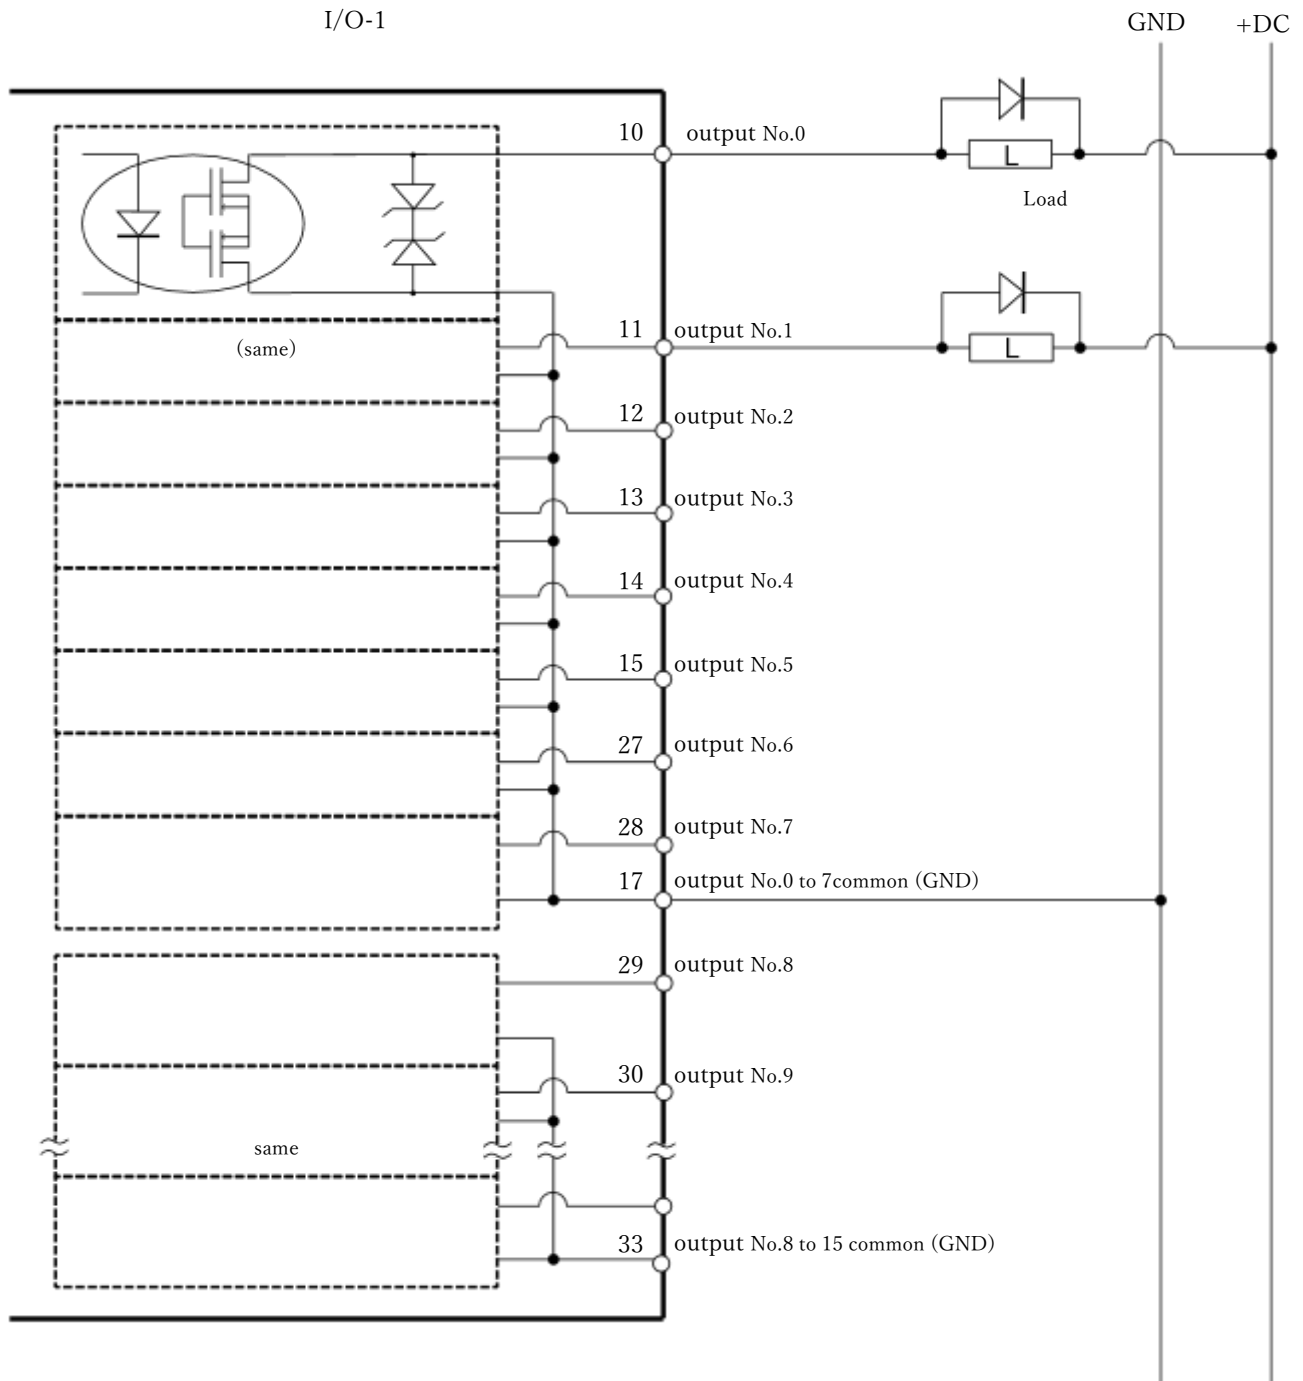 I/O-1
GND
+DC
10 output No.0
L
Load
11 output No.1
(same)
L
12 output No.2
13 output No.3
14 output No.4
15 output No.5
27 output No.6
28 output No.7
17 output No.0 to 7common (GND)
29 output No.8
30 output No.9
same
33 output No.8 to 15 common (GND)